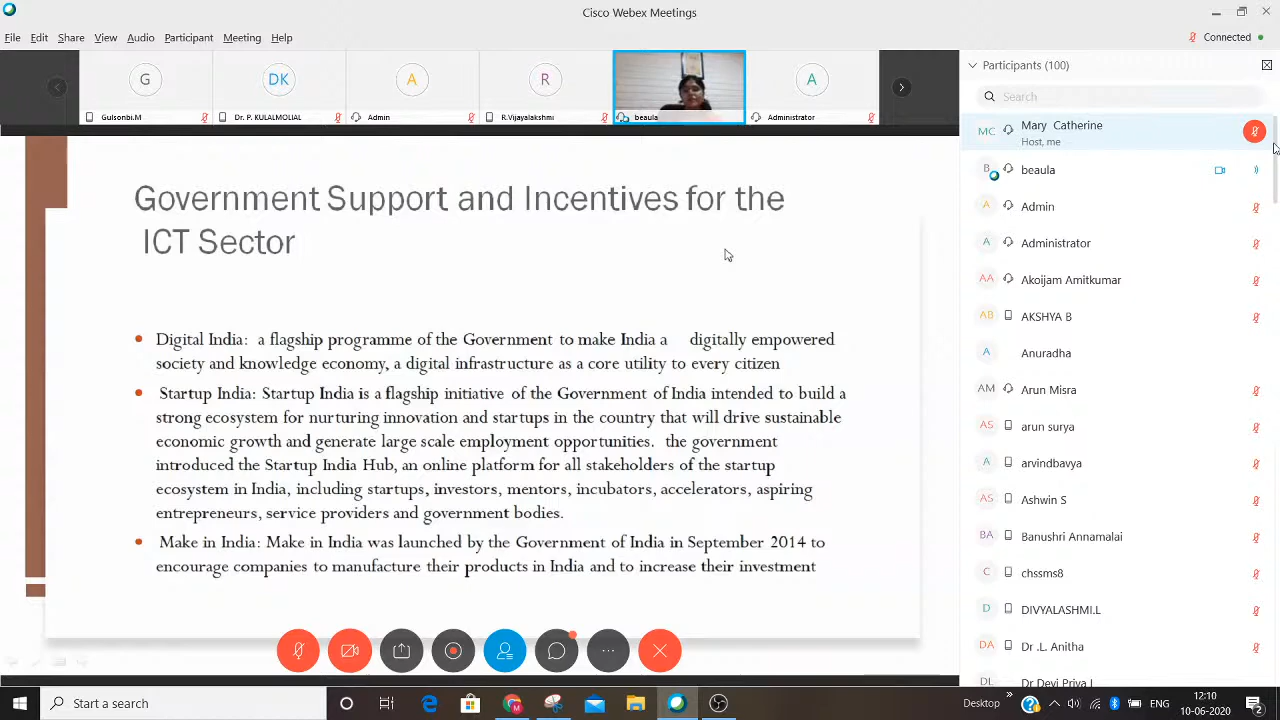 Cisco Webex Meetings
File Edit Share View Audio Participant Meeting Help
Connected
G
DK
A
R
A
Gulsonbi.M
Dr. P. KULALMOLIAL
Admin
R.Vijayalakshmi
beaula
Administrator
Government Support and Incentives for the
ICT Sector
Digital India: a flagship programme of the Government to make India a digitally empowered
society and knowledge economy, a digital infrastructure as a core utility to every citizen
Startup India: Startup India is a flagship initiative of the Government of India intended to build a
strong ecosystem for nurturing innovation and startups in the country that will drive sustainable
economic growth and generate large scale employment opportunities. the government
introduced the Startup India Hub, an online platform for all stakeholders of the startup
ecosystem in India, including startups, investors, mentors, incubators, accelerators, aspiring
entrepreneurs, service providers and government bodies.
Make in India: Make in India was launched by the Government of India in September 2014 to
encourage companies to manufacture their products in India and to increase their investment
Participants (100)
Search
MC Mary Catherine
Host, me
B beaula
A Admin
A Administrator
AA Akoijam Amitkumar
AB AKSHYA B
A Anuradha
AM Arun Misra
AS arun surya
A arvindbavya
AS Ashwin S
BA Banushri Annamalai
C chssms8
D DIVYALASHMI.L
DA Dr .L. Anitha
DL Dr Devi Priya L
Start a search
Desktop
ENG
12:10
10-06-2020
2